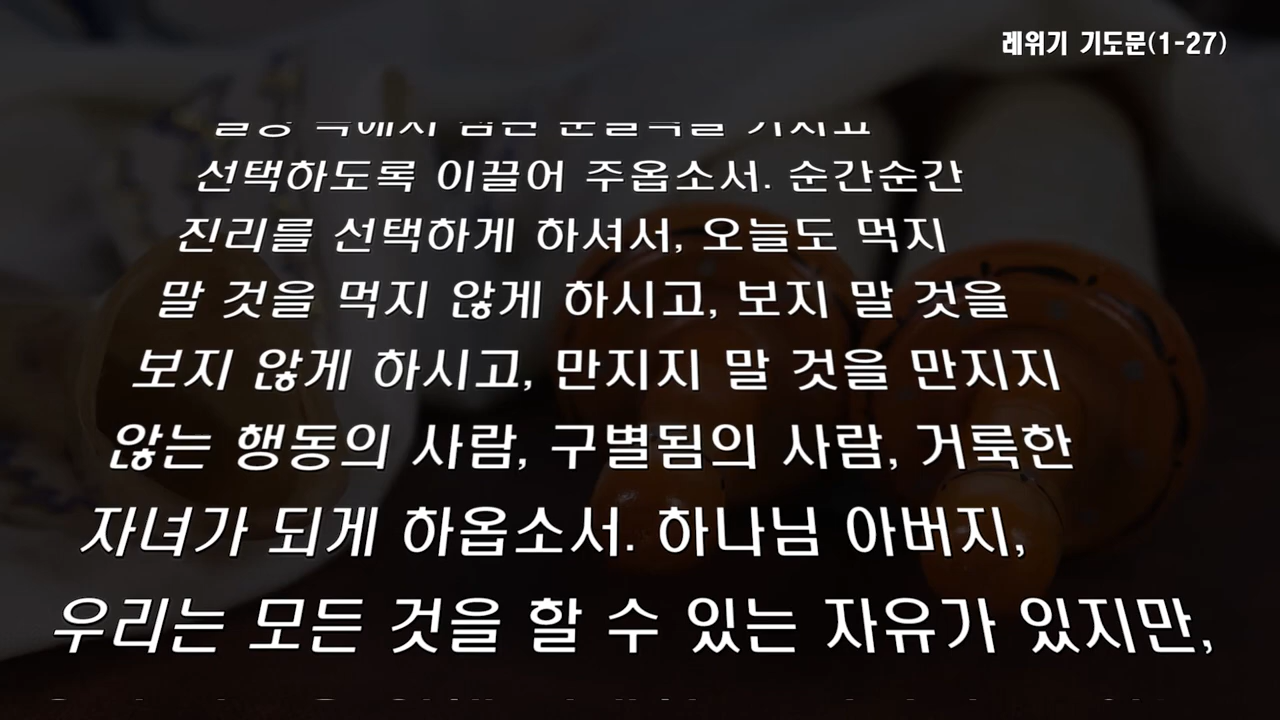 레위기 기도문(1-27)
선택하도록 이끌어 주옵소서. 순간순간
진리를 선택하게 하셔서, 오늘도 먹지
말 것을 먹지 않게 하시고, 보지 말 것을
보지 않게 하시고, 만지지 말 것을 만지지
않는 행동의 사람, 구별됨의 사람, 거룩한
자녀가 되게 하옵소서. 하나님 아버지,
우리는 모든 것을 할 수 있는 자유가 있지만,